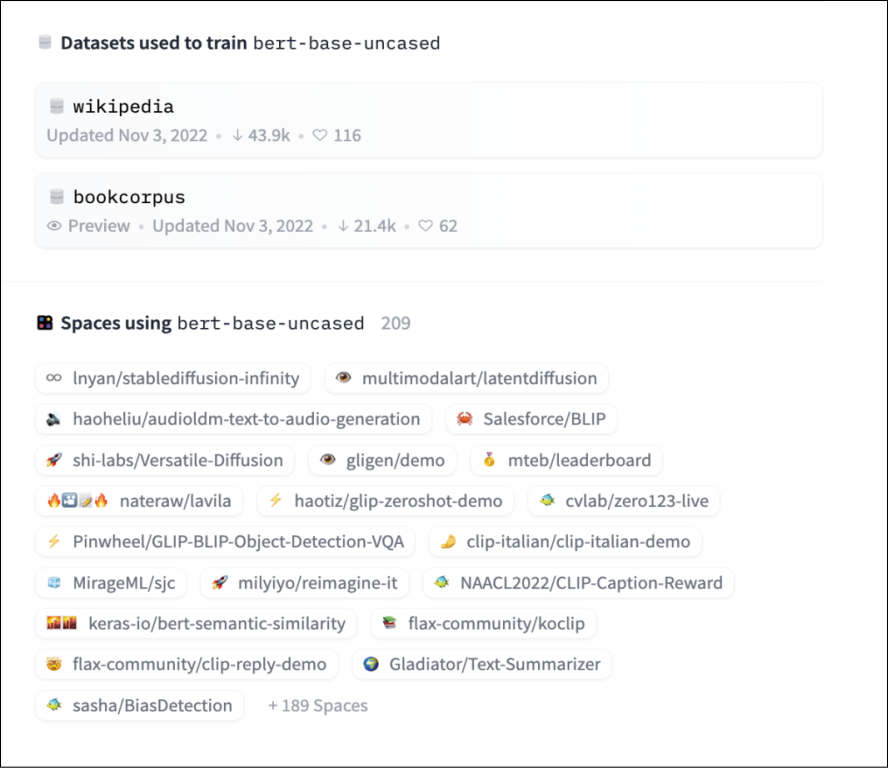 Datasets used to train bert-base-uncased
wikipedia
Updated Nov 3, 2022 • ↓ 43.9k • ♡ 116
bookcorpus
Preview • Updated Nov 3, 2022 • ↓ 21.4k • ♡ 62
Spaces using bert-base-uncased 209
lnyan/stablediffusion-infinity multimodalart/latentdiffusion
haoheliu/audioldm-text-to-audio-generation Salesforce/BLIP
shi-labs/Versatile-Diffusion gligen/demo mteb/leaderboard
nateraw/lavila haotiz/glip-zeroshot-demo cvlab/zero123-live
Pinwheel/GLIP-BLIP-Object-Detection-VQA clip-italian/clip-italian-demo
MirageML/sjc milyiyo/reimagine-it NAACL2022/CLIP-Caption-Reward
keras-io/bert-semantic-similarity flax-community/koclip
flax-community/clip-reply-demo Gladiator/Text-Summarizer
sasha/BiasDetection + 189 Spaces